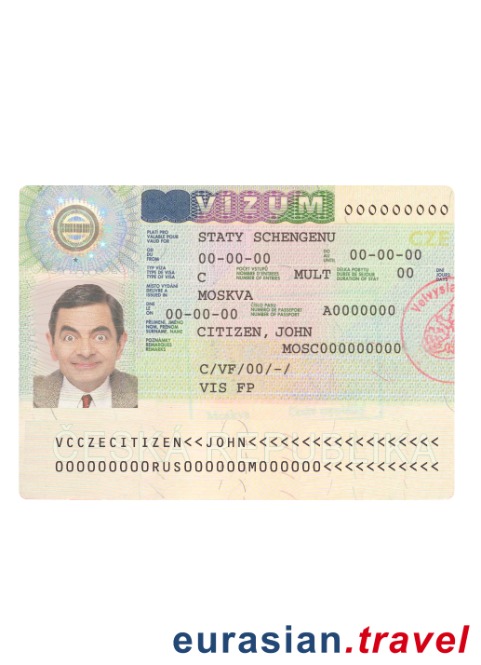 VIZUM 000000000
CZE
PLATÍ PRO
VALABLE POUR
VALID FOR
STATY SCHENGENU
OD
DU
FROM
00-00-00
DO
AU
UNTIL
00-00-00
TYP VÍZA
TYPE DE VISA
TYPE OF VISA
C
POČET VSTUPŮ
NOMBRE D'ENTRÉES
NUMBER OF ENTRIES
MULT
DÉLKA POBYTU
DURÉE DE SÉJOUR
DURATION OF STAY
00
DNÍ
JOURS
DAYS
MÍSTO VYDÁNÍ
DÉLIVRÉ À
ISSUED IN
MOSKVA
DNE
LE
ON
00-00-00
Číslo PASU
NUMÉRO DE PASSEPORT
NUMBER OF PASSPORT
A0000000
PŘÍJMENÍ, JMÉNO
NOM, PRÉNOM
SURNAME, NAME
CITIZEN, JOHN
POZNÁMKY
REMARQUES
REMARKS
MOSC000000000
C/VF/00/-/
VIS FP
Velvysla
ČESKÁ REPUBLIKA
VCCZECITIZEN<<JOHN<<<<<<<<<<<<<<<<<<
000000000RUS000000M000000<<<<<<<<<<<
eurasian.travel